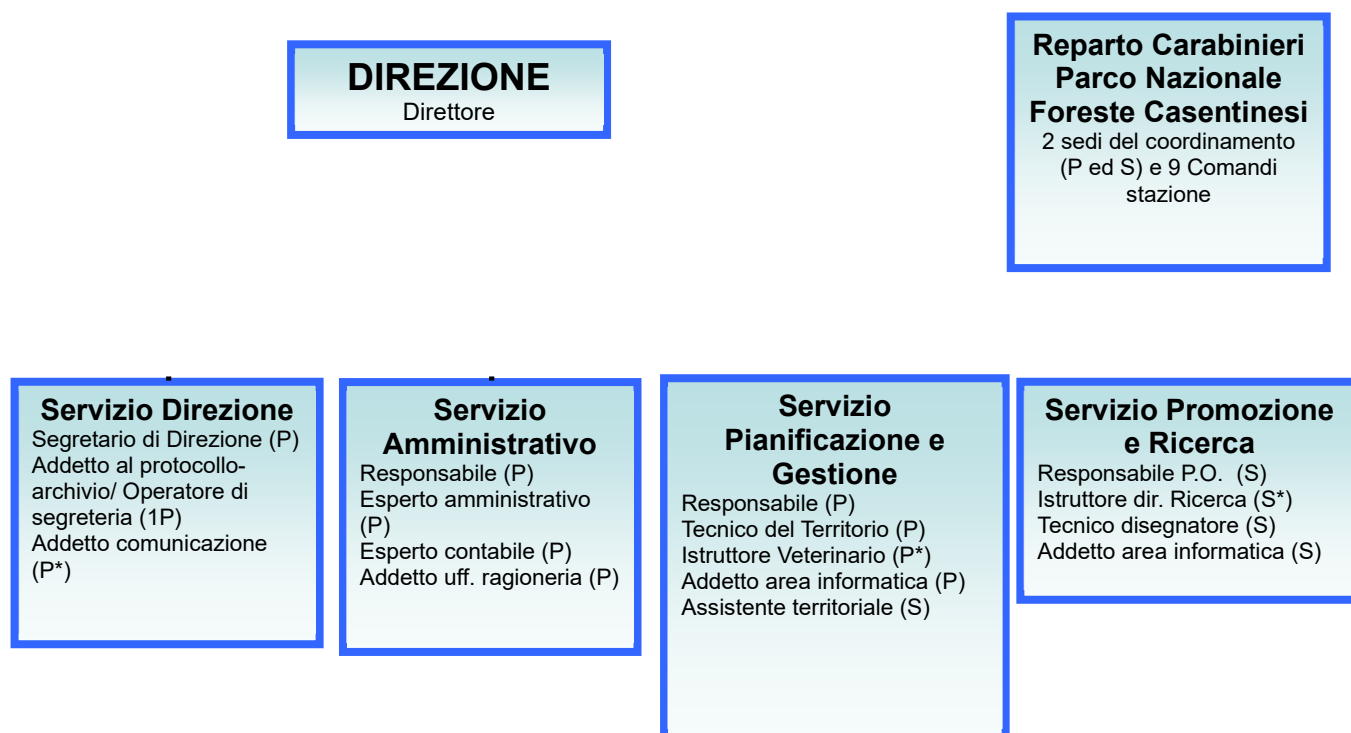 DIREZIONE
Direttore
Reparto Carabinieri
Parco Nazionale
Foreste Casentinesi
2 sedi del coordinamento
(P ed S) e 9 Comandi
stazione
Servizio Direzione
Segretario di Direzione (P)
Addetto al protocollo-
archivio/ Operatore di
segreteria (1P)
Addetto comunicazione
(P*)
Servizio
Amministrativo
Responsabile (P)
Esperto amministrativo
(P)
Esperto contabile (P)
Addetto uff. ragioneria (P)
Servizio
Pianificazione e
Gestione
Responsabile (P)
Tecnico del Territorio (P)
Istruttore Veterinario (P*)
Addetto area informatica (P)
Assistente territoriale (S)
Servizio Promozione
e Ricerca
Responsabile P.O.  (S)
Istruttore dir. Ricerca (S*)
Tecnico disegnatore (S)
Addetto area informatica (S)